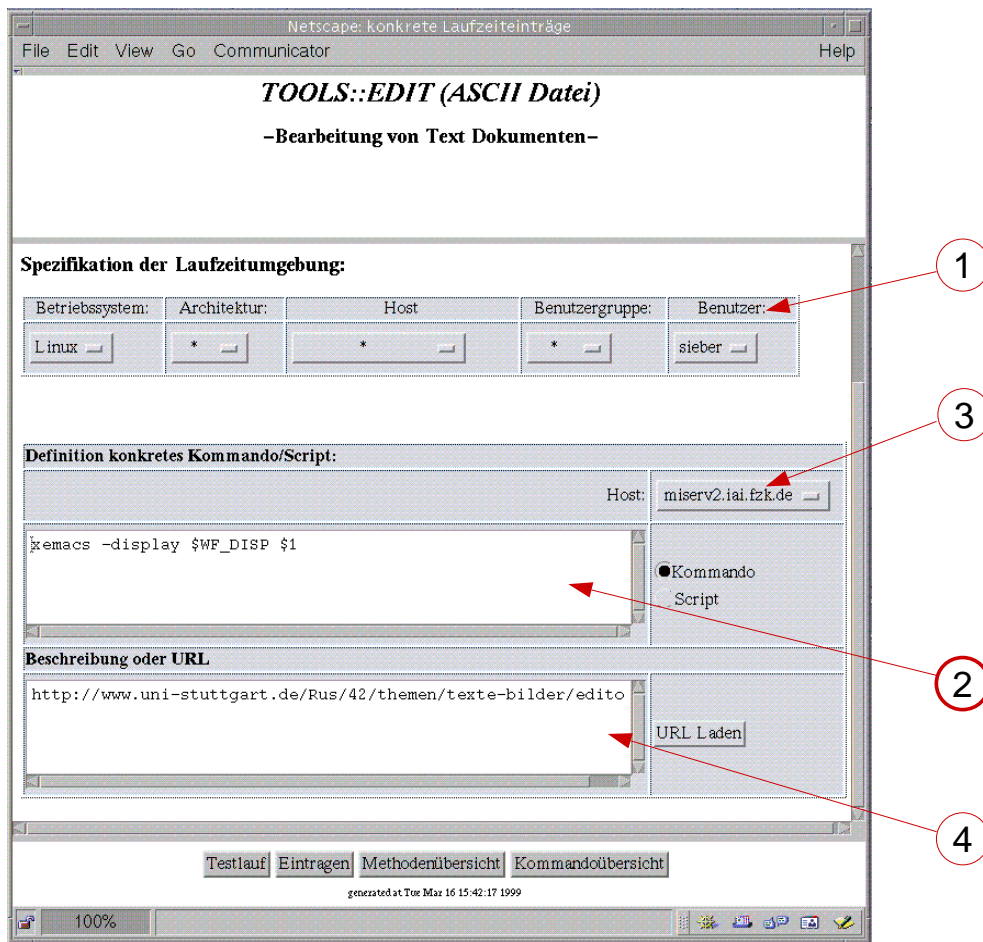 Netscape: konkrete Laufzeiteinträge
File Edit View Go Communicator Help
TOOLS::EDIT (ASCII Datei)
–Bearbeitung von Text Dokumenten–
Spezifikation der Laufzeitumgebung:
1
Betriebssystem: Architektur: Host Benutzergruppe: Benutzer:
Linux * * * sieber
3
Definition konkretes Kommando/Script:
Host: miserv2.iai.fzk.de
xemacs -display $WF_DISP $1
Kommando
Script
Beschreibung oder URL
2
http://www.uni-stuttgart.de/Rus/42/themen/texte-bilder/edito
URL Laden
4
Testlauf Eintragen Methodenübersicht Kommandoübersicht
generated at Tue Mar 16 15:42:17 1999
100%